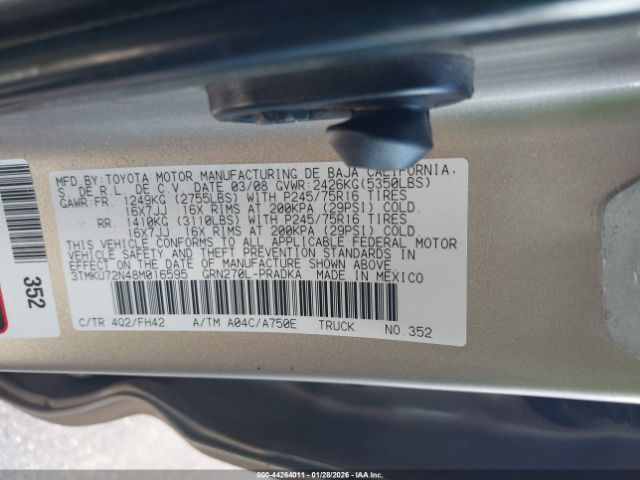 MFD.BY:TOYOTA MOTOR MANUFACTURING DE BAJA CALIFORNIA,
S. DE R.L. DE C.V. DATE 03/08 GVWR:2426KG(5350LBS)
GAWR:FR. 1249KG (2755LBS) WITH P245/75R16 TIRES
16X7JJ 16X RIMS AT 200KPA (29PSI) COLD
RR. 1410KG (3110LBS) WITH P245/75R16 TIRES
16X7JJ 16X RIMS AT 200KPA (29PSI) COLD
THIS VEHICLE CONFORMS TO ALL APPLICABLE FEDERAL MOTOR
VEHICLE SAFETY AND THEFT PREVENTION STANDARDS IN
EFFECT ON THE DATE OF MANUFACTURE SHOWN ABOVE.
3TMKU72N48M016595 GRN270L-PRADKA MADE IN MEXICO
C/TR 4Q2/FH42 A/TM A04C/A750E TRUCK NO.352
352
000-44264011 - 01/28/2026 - IAAI.COM